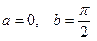 a = 0,   b = π/2